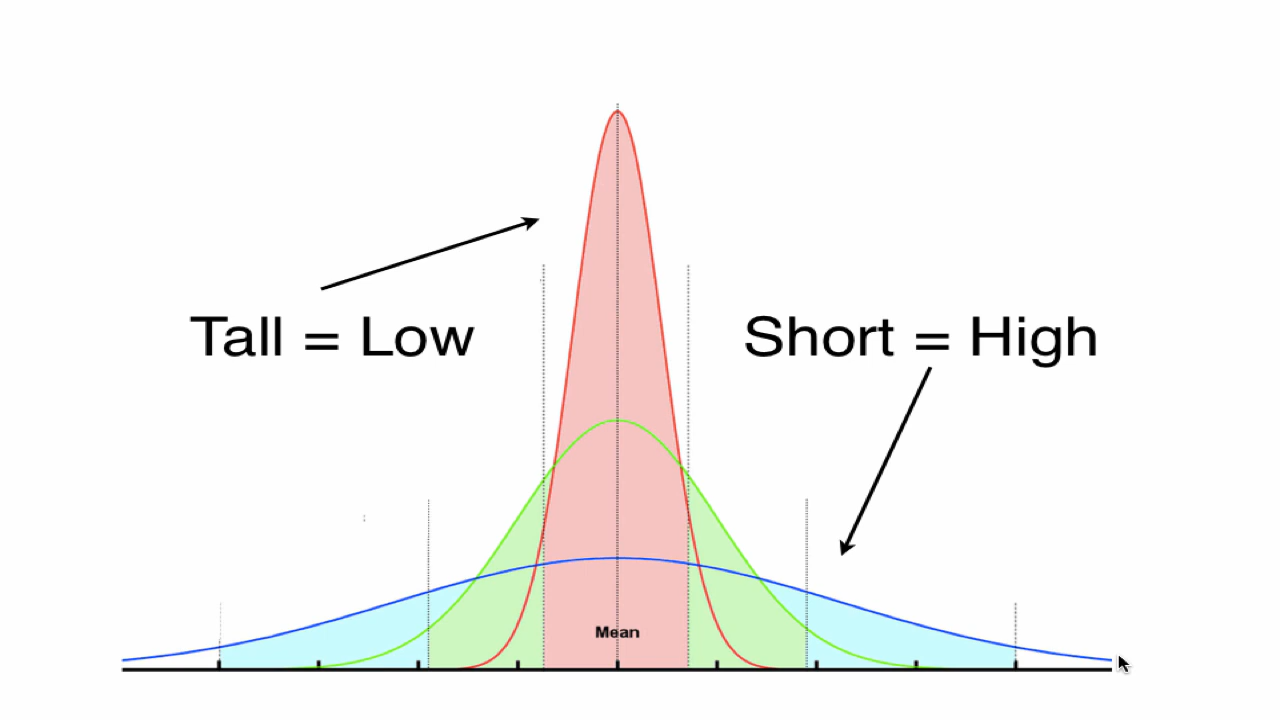 Tall = Low
Short = High
Mean